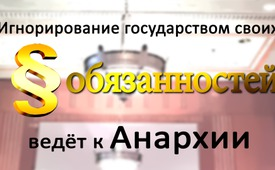 Игнорирование государством своих
§ обязанностей
ведёт к Анархии